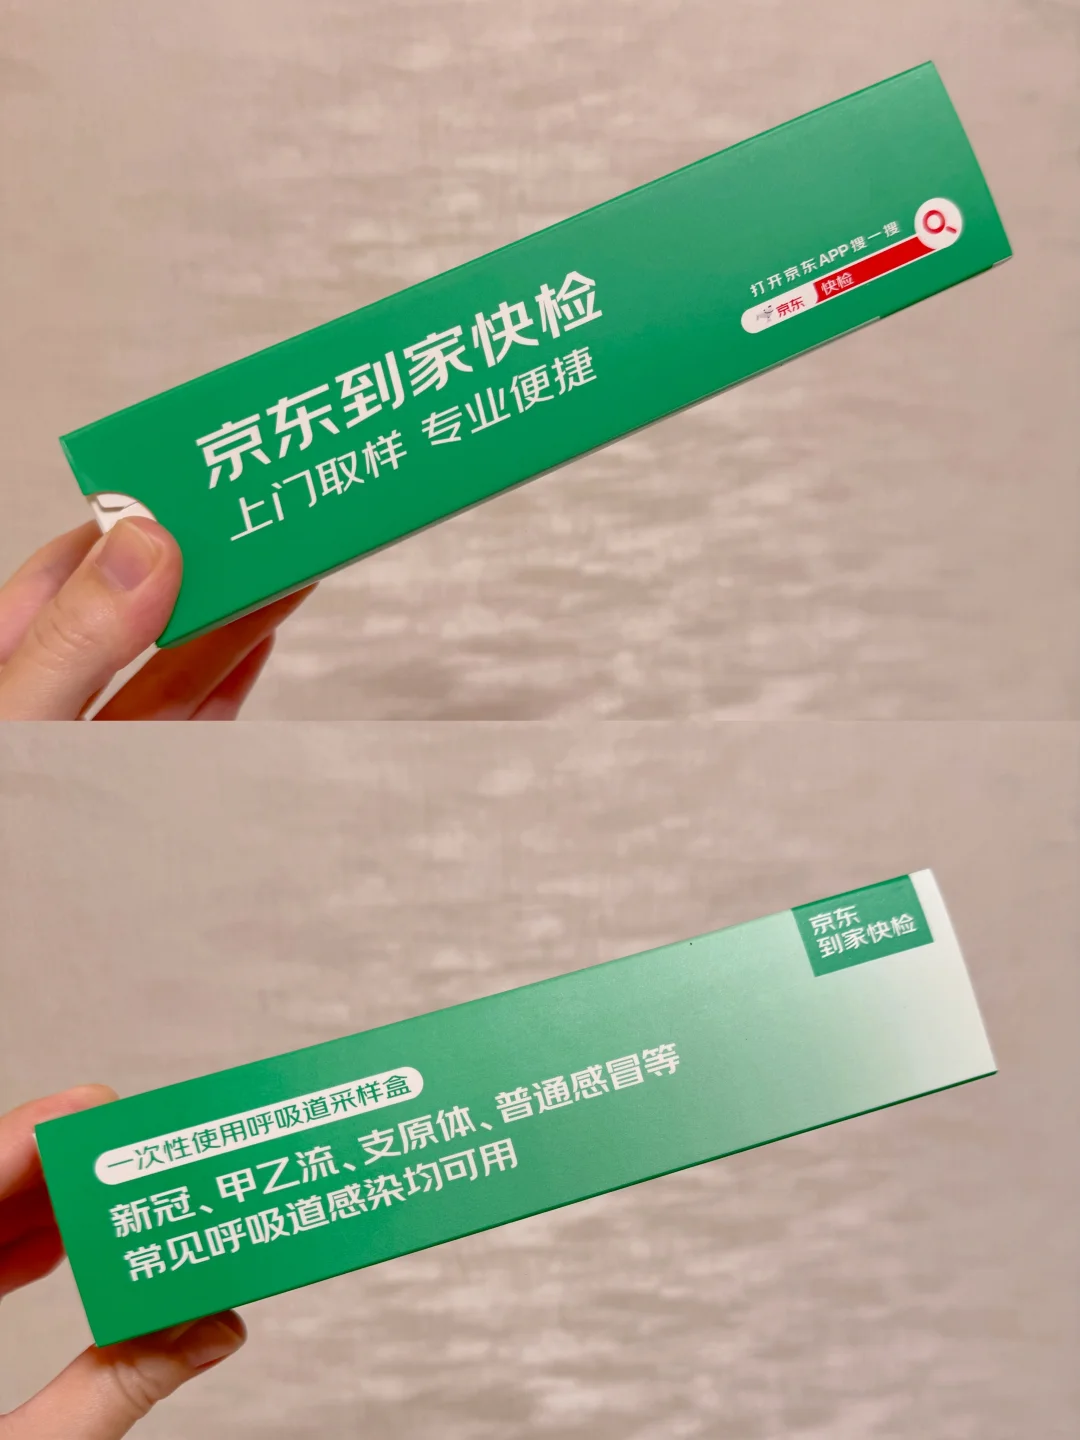 京东到家快检
上门取样 专业便捷
打开京东APP搜一搜
京东 快检
京东
到家快检
一次性使用呼吸道采样盒
新冠、甲乙流、支原体、普通感冒等
常见呼吸道感染均可用